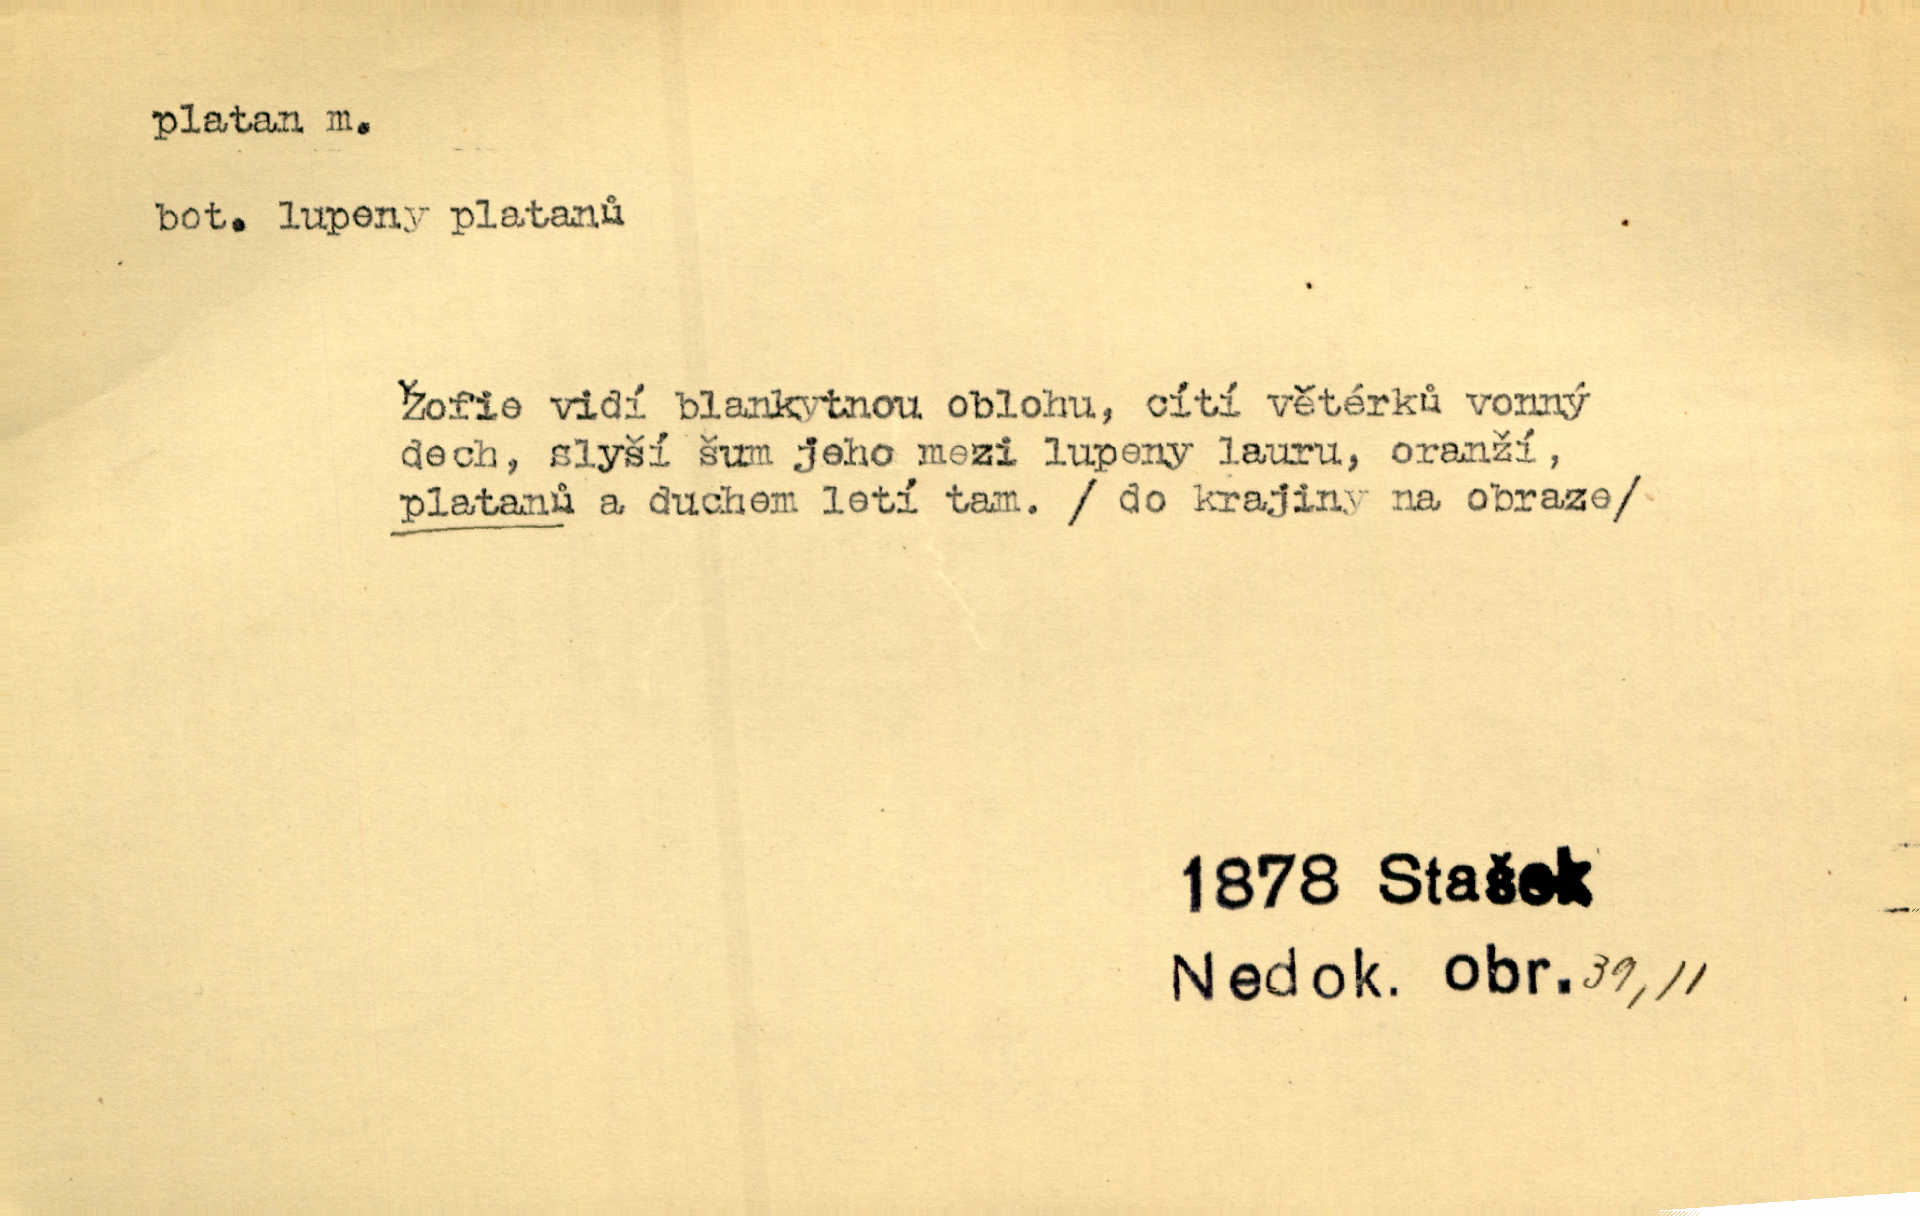 platan m.
bot. lupeny platanů
Žofie vidí blankytnou oblohu, cítí větérků vonný
dech, slyší šum jeho mezi lupeny lauru, oranží,
platanů a duchem letí tam. / do krajiny na obraze/
1878 Stašek
Nedok. obr. 39,11